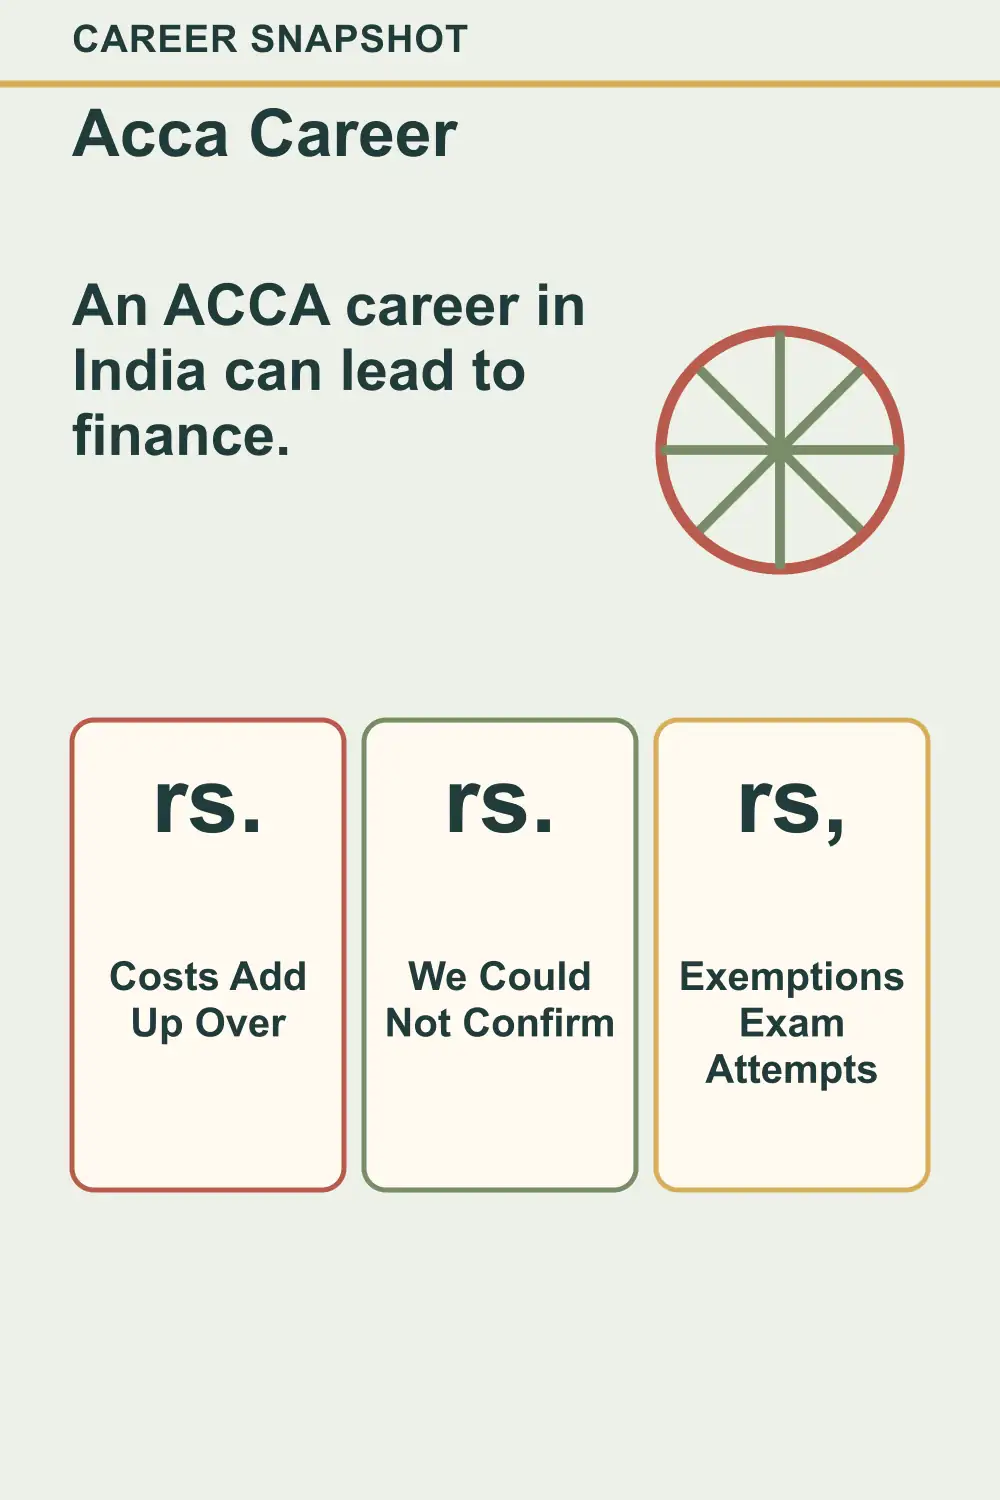 CAREER SNAPSHOT
Acca Career
An ACCA career in
India can lead to
finance.
rs.
Costs Add
Up Over
rs.
We Could
Not Confirm
rs,
Exemptions
Exam
Attempts